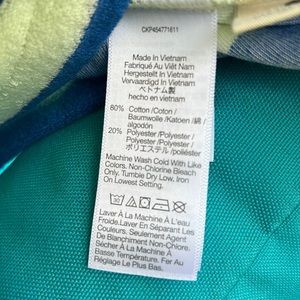 CKP454771611
Made In Vietnam
Fabriqué Au Viêt Nam
Hergestellt In Vietnam
Vervaardigd In Vietnam
ベトナム製
hecho en vietnam
80% Cotton /Coton/
Baumwolle /Katoen /綿/
algodón
20% Polyester /Polyester/
Polyester /Polyester /
ポリエステル /poliéster
Machine Wash Cold With Like
Colors. Non-Chlorine Bleach
Only. Tumble Dry Low. Iron
On Lowest Setting.
Laver À La Machine À L'eau
Froide. Laver En Séparant Les
Couleurs. Seulement Agent
De Blanchiment Non-Chlore.
Sécher À La Machine À
Basse Température. Fer Au
Réglage Le Plus Bas.